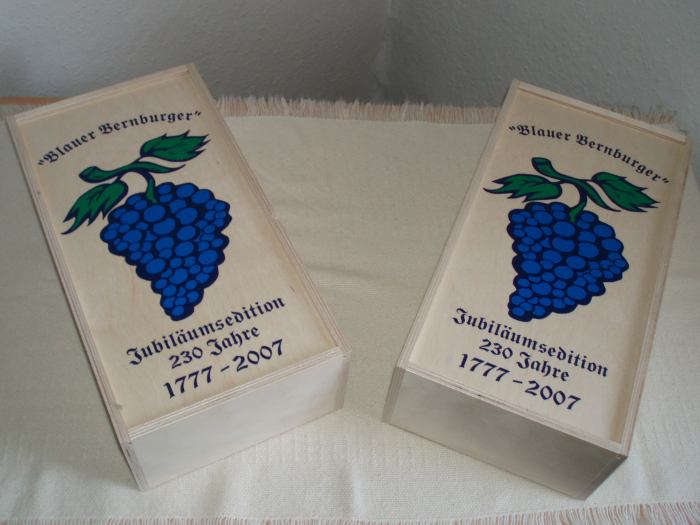 "Blauer Bernburger"
Jubiläumsedition
230 Jahre
1777 - 2007
"Blauer Bernburger"
Jubiläumsedition
230 Jahre
1777 - 2007